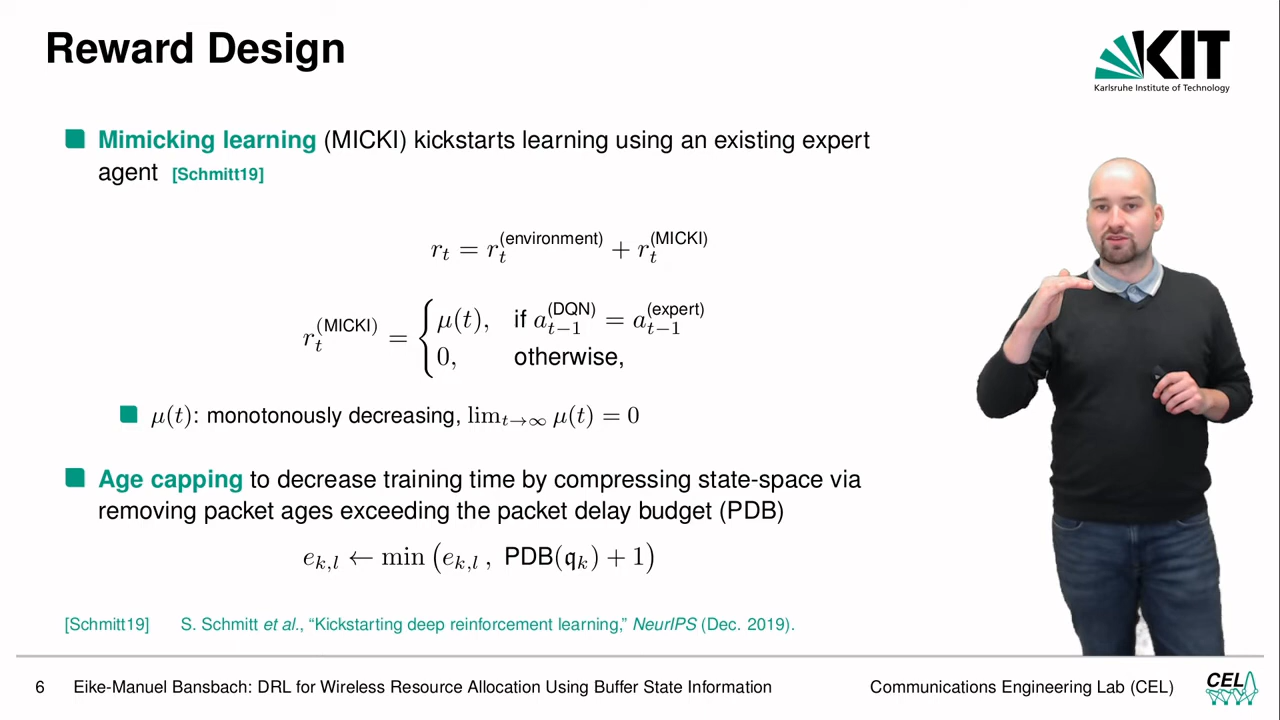 Reward Design
KIT
Karlsruhe Institute of Technology
Mimicking learning (MICKI) kickstarts learning using an existing expert
agent [Schmitt19]
r_t = r_t^(environment) + r_t^(MICKI)
r_t^(MICKI) = { μ(t), if a_{t−1}^(DQN) = a_{t−1}^(expert)
0, otherwise,
μ(t): monotonously decreasing, lim_{t→∞} μ(t) = 0
Age capping to decrease training time by compressing state-space via
removing packet ages exceeding the packet delay budget (PDB)
e_{k,l} ← min (e_{k,l} , PDB(𝔮_k) + 1)
[Schmitt19] S. Schmitt et al., “Kickstarting deep reinforcement learning,” NeurIPS (Dec. 2019).
6 Eike-Manuel Bansbach: DRL for Wireless Resource Allocation Using Buffer State Information Communications Engineering Lab (CEL) CEL